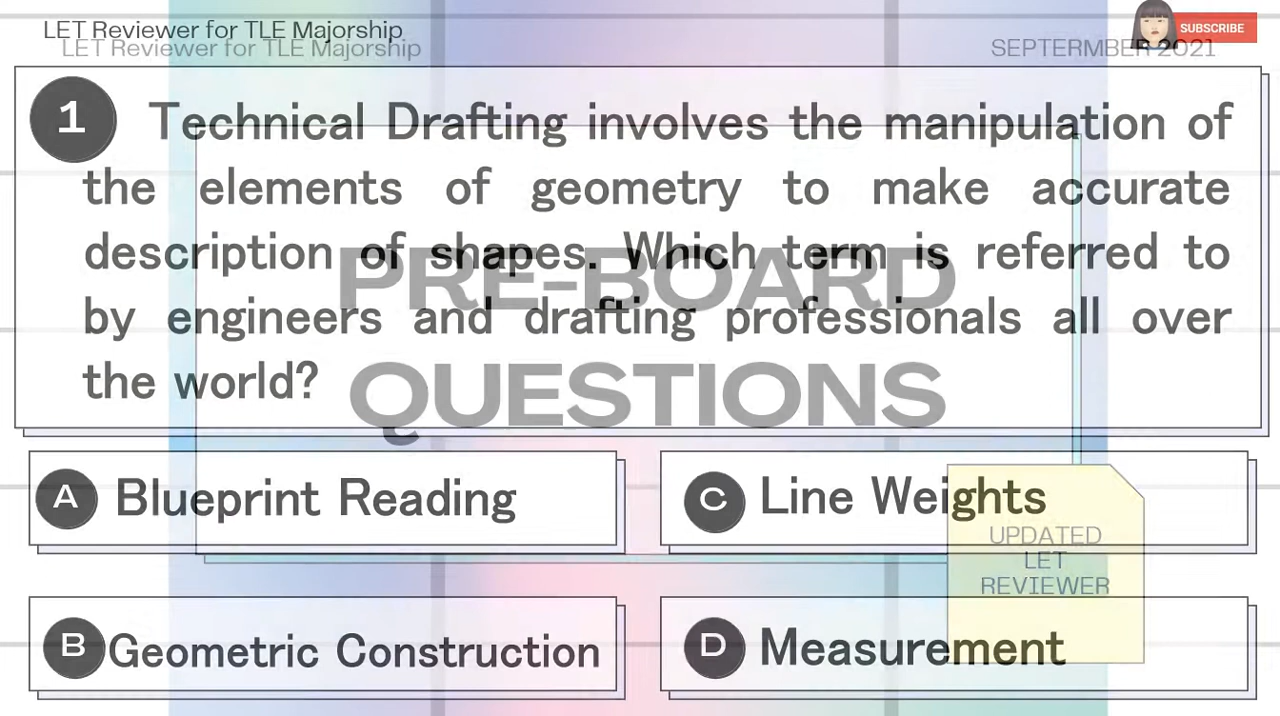 LET Reviewer for TLE Majorship
LET Reviewer for TLE Majorship
SEPTERMBER 2021
SUBSCRIBE
1 Technical Drafting involves the manipulation of
the elements of geometry to make accurate
description of shapes. Which term is referred to
by engineers and drafting professionals all over
the world?
PRE-BOARD
QUESTIONS
A Blueprint Reading
C Line Weights
UPDATED
LET
REVIEWER
B Geometric Construction
D Measurement